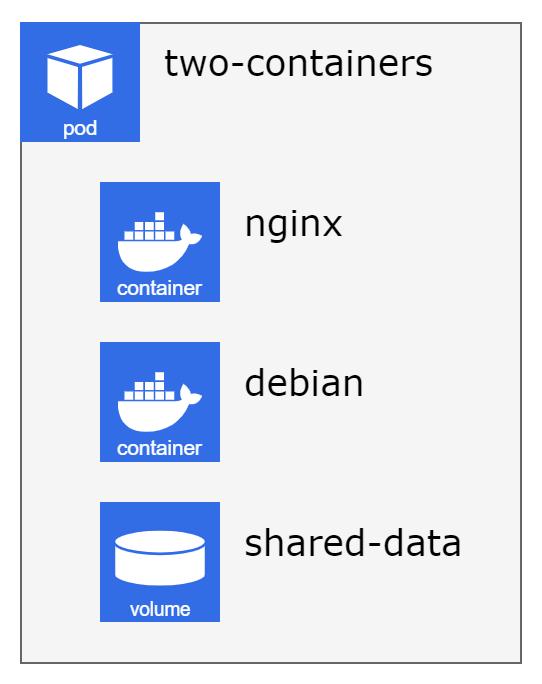 two-containers
pod
nginx
container
debian
container
shared-data
volume